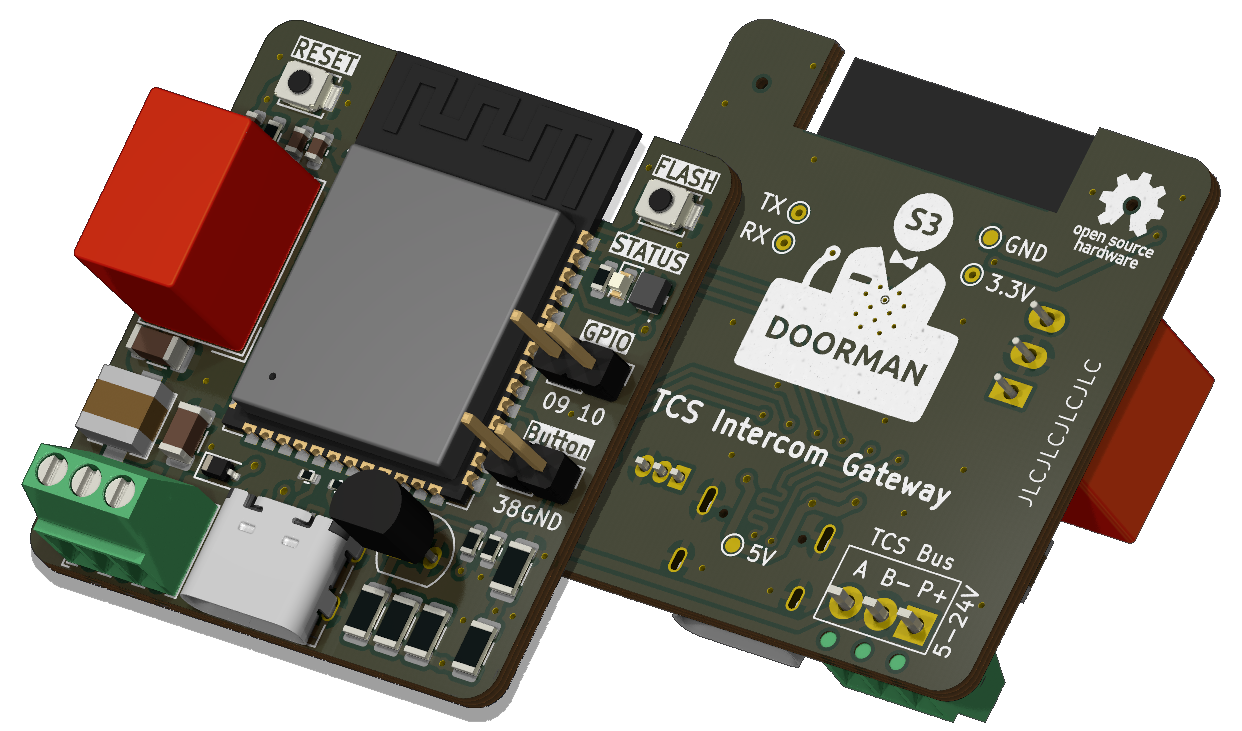 RESET
FLASH
STATUS
GPIO
09 10
Button
38GND
TX
RX
S3
GND
3.3V
open source
hardware
DOORMAN
TCS Intercom Gateway
JLCJLCJLCJLC
5V
TCS Bus
A B- P+
5-24V